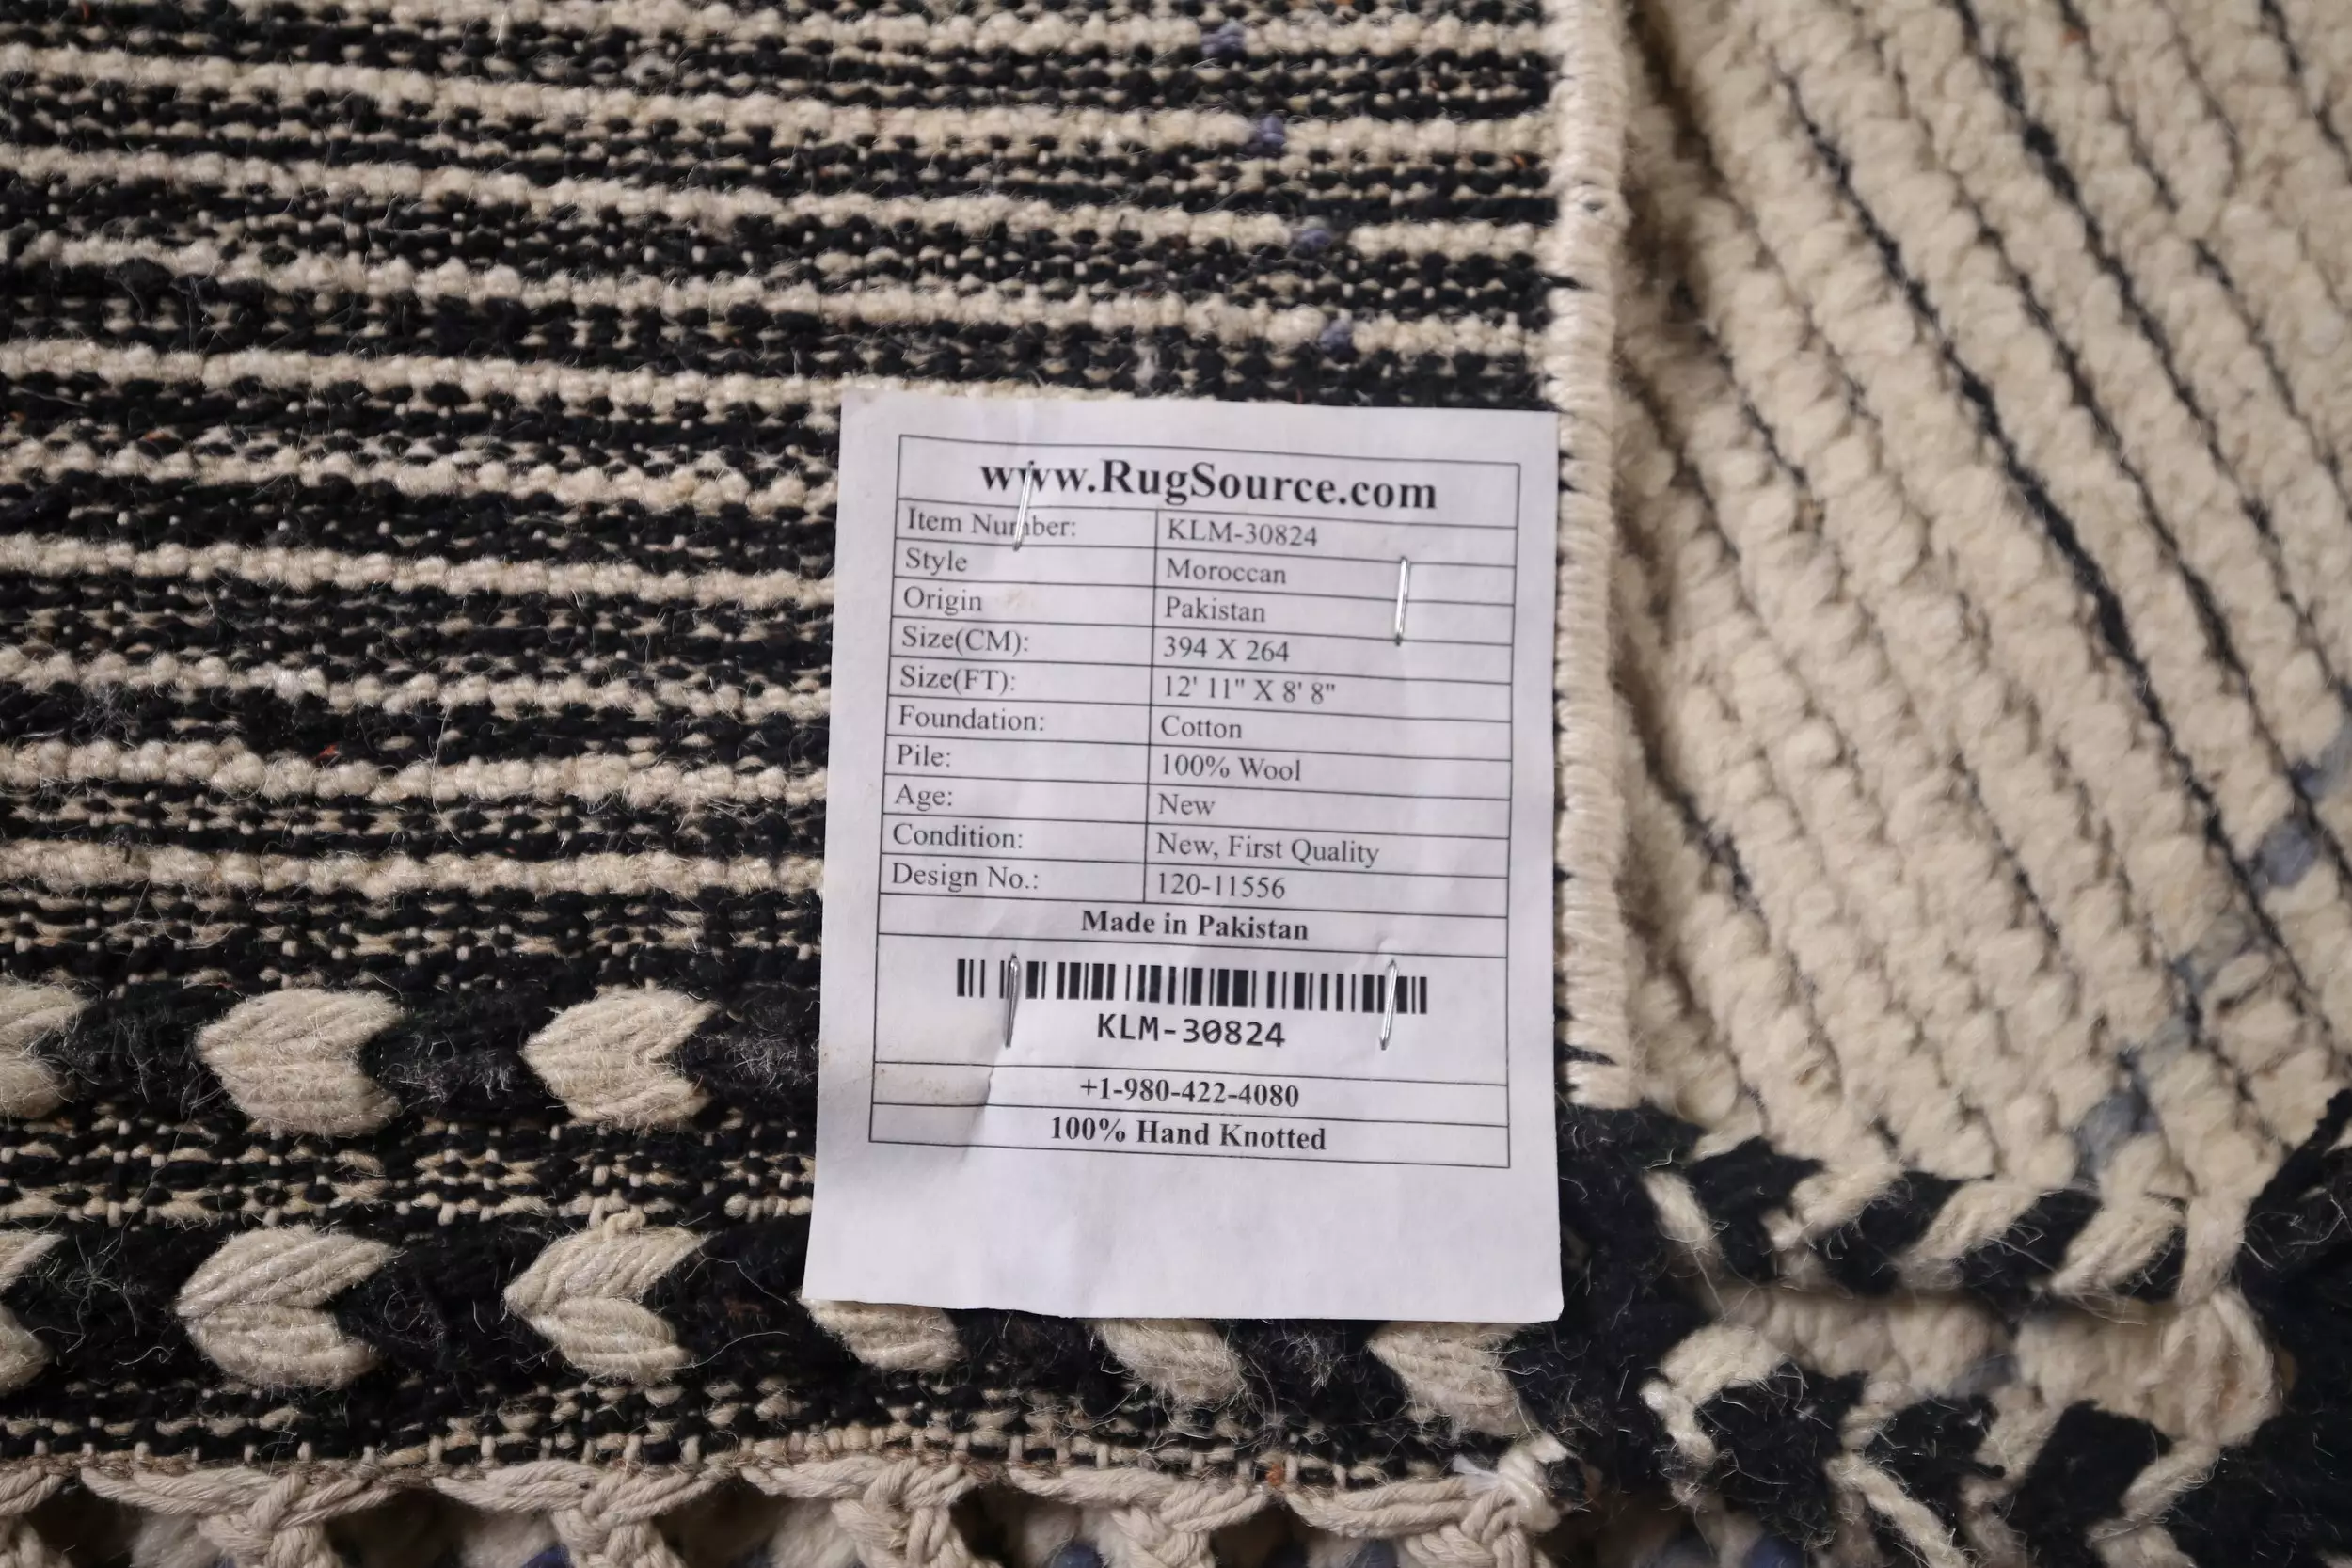 www.RugSource.com
Item Number: KLM-30824
Style Moroccan
Origin Pakistan
Size(CM): 394 X 264
Size(FT): 12' 11" X 8' 8"
Foundation: Cotton
Pile: 100% Wool
Age: New
Condition: New, First Quality
Design No.: 120-11556
Made in Pakistan
KLM-30824
+1-980-422-4080
100% Hand Knotted